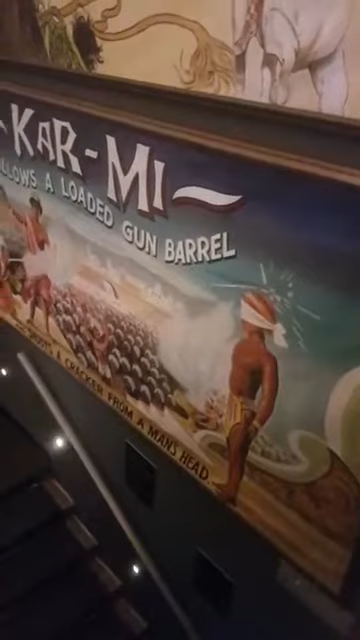 KAR-MI
LLOWS A LOADED GUN BARREL
SHOOTS A CRACKER FROM A MANS HEAD